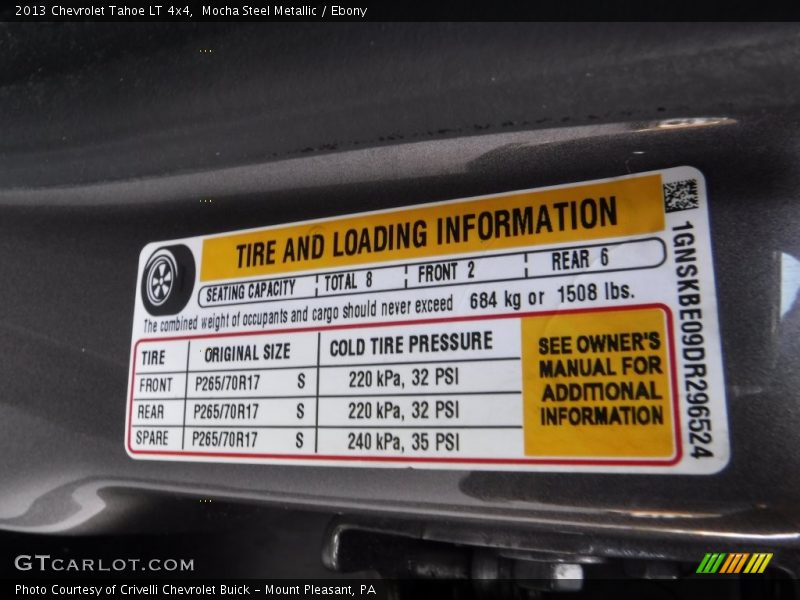 2013 Chevrolet Tahoe LT 4x4, Mocha Steel Metallic / Ebony
TIRE AND LOADING INFORMATION
SEATING CAPACITY TOTAL 8 FRONT 2 REAR 6
The combined weight of occupants and cargo should never exceed 684 kg or 1508 lbs.
TIRE ORIGINAL SIZE COLD TIRE PRESSURE
FRONT P265/70R17 S 220 kPa, 32 PSI
REAR P265/70R17 S 220 kPa, 32 PSI
SPARE P265/70R17 S 240 kPa, 35 PSI
SEE OWNER'S
MANUAL FOR
ADDITIONAL
INFORMATION
1GNSKBE09DR296524
GTCARLOT.COM
Photo Courtesy of Crivelli Chevrolet Buick - Mount Pleasant, PA